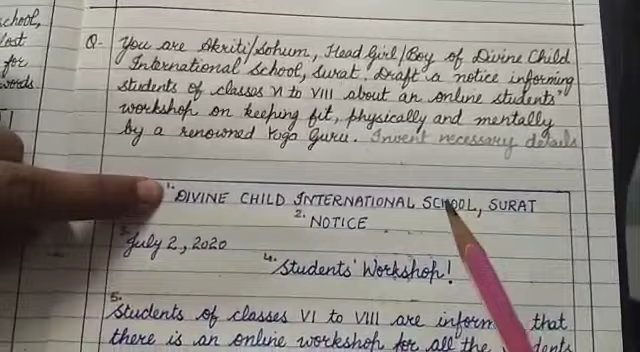 school,
lost
for
words
Q- You are Akriti/Sohum, Head Girl/Boy of Divine Child
International School, Surat. Draft a notice informing
students of classes VI to VIII about an online students'
workshop on keeping fit, physically and mentally
by a renowned Yoga Guru. Invent necessary details
1. DIVINE CHILD INTERNATIONAL SCHOOL, SURAT
2. NOTICE
3. July 2, 2020
4. Students' Workshop!
5.
Students of classes VI to VIII are inform that
there is an online workshop for all the